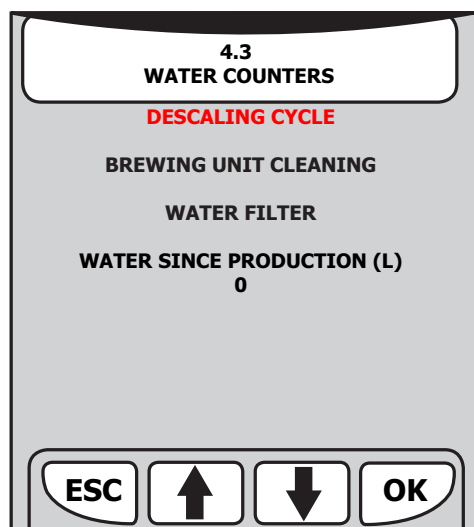 4.3
WATER COUNTERS
DESCALING CYCLE
BREWING UNIT CLEANING
WATER FILTER
WATER SINCE PRODUCTION (L)
0
ESC OK